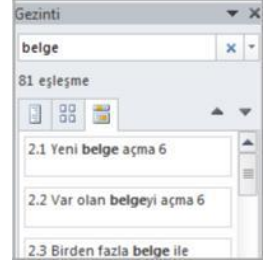 Gezinti
belge
81 eşleşme
2.1 Yeni belge açma 6
2.2 Var olan belgeyi açma 6
2.3 Birden fazla belge ile